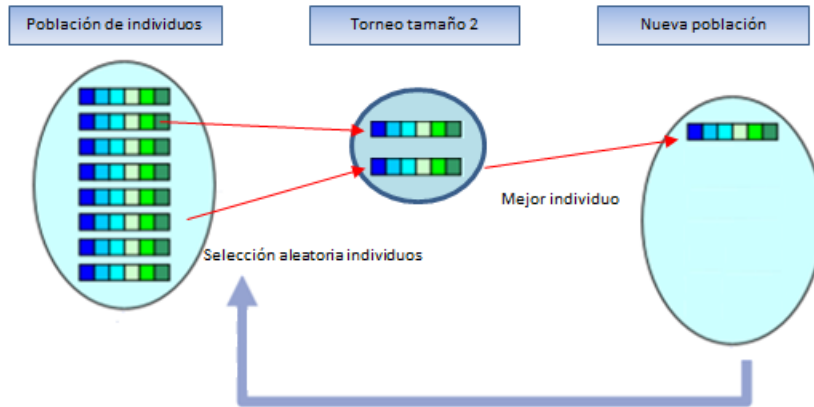 Población de individuos
Torneo tamaño 2
Nueva población
Mejor individuo
Selección aleatoria individuos